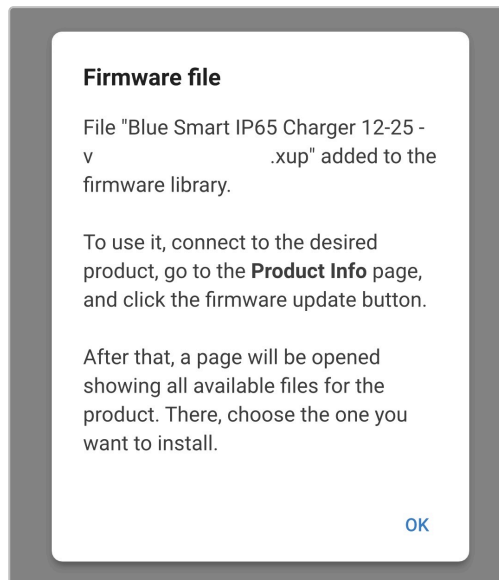 Firmware file
File "Blue Smart IP65 Charger 12-25 -
v .xup" added to the
firmware library.
To use it, connect to the desired
product, go to the Product Info page,
and click the firmware update button.
After that, a page will be opened
showing all available files for the
product. There, choose the one you
want to install.
OK